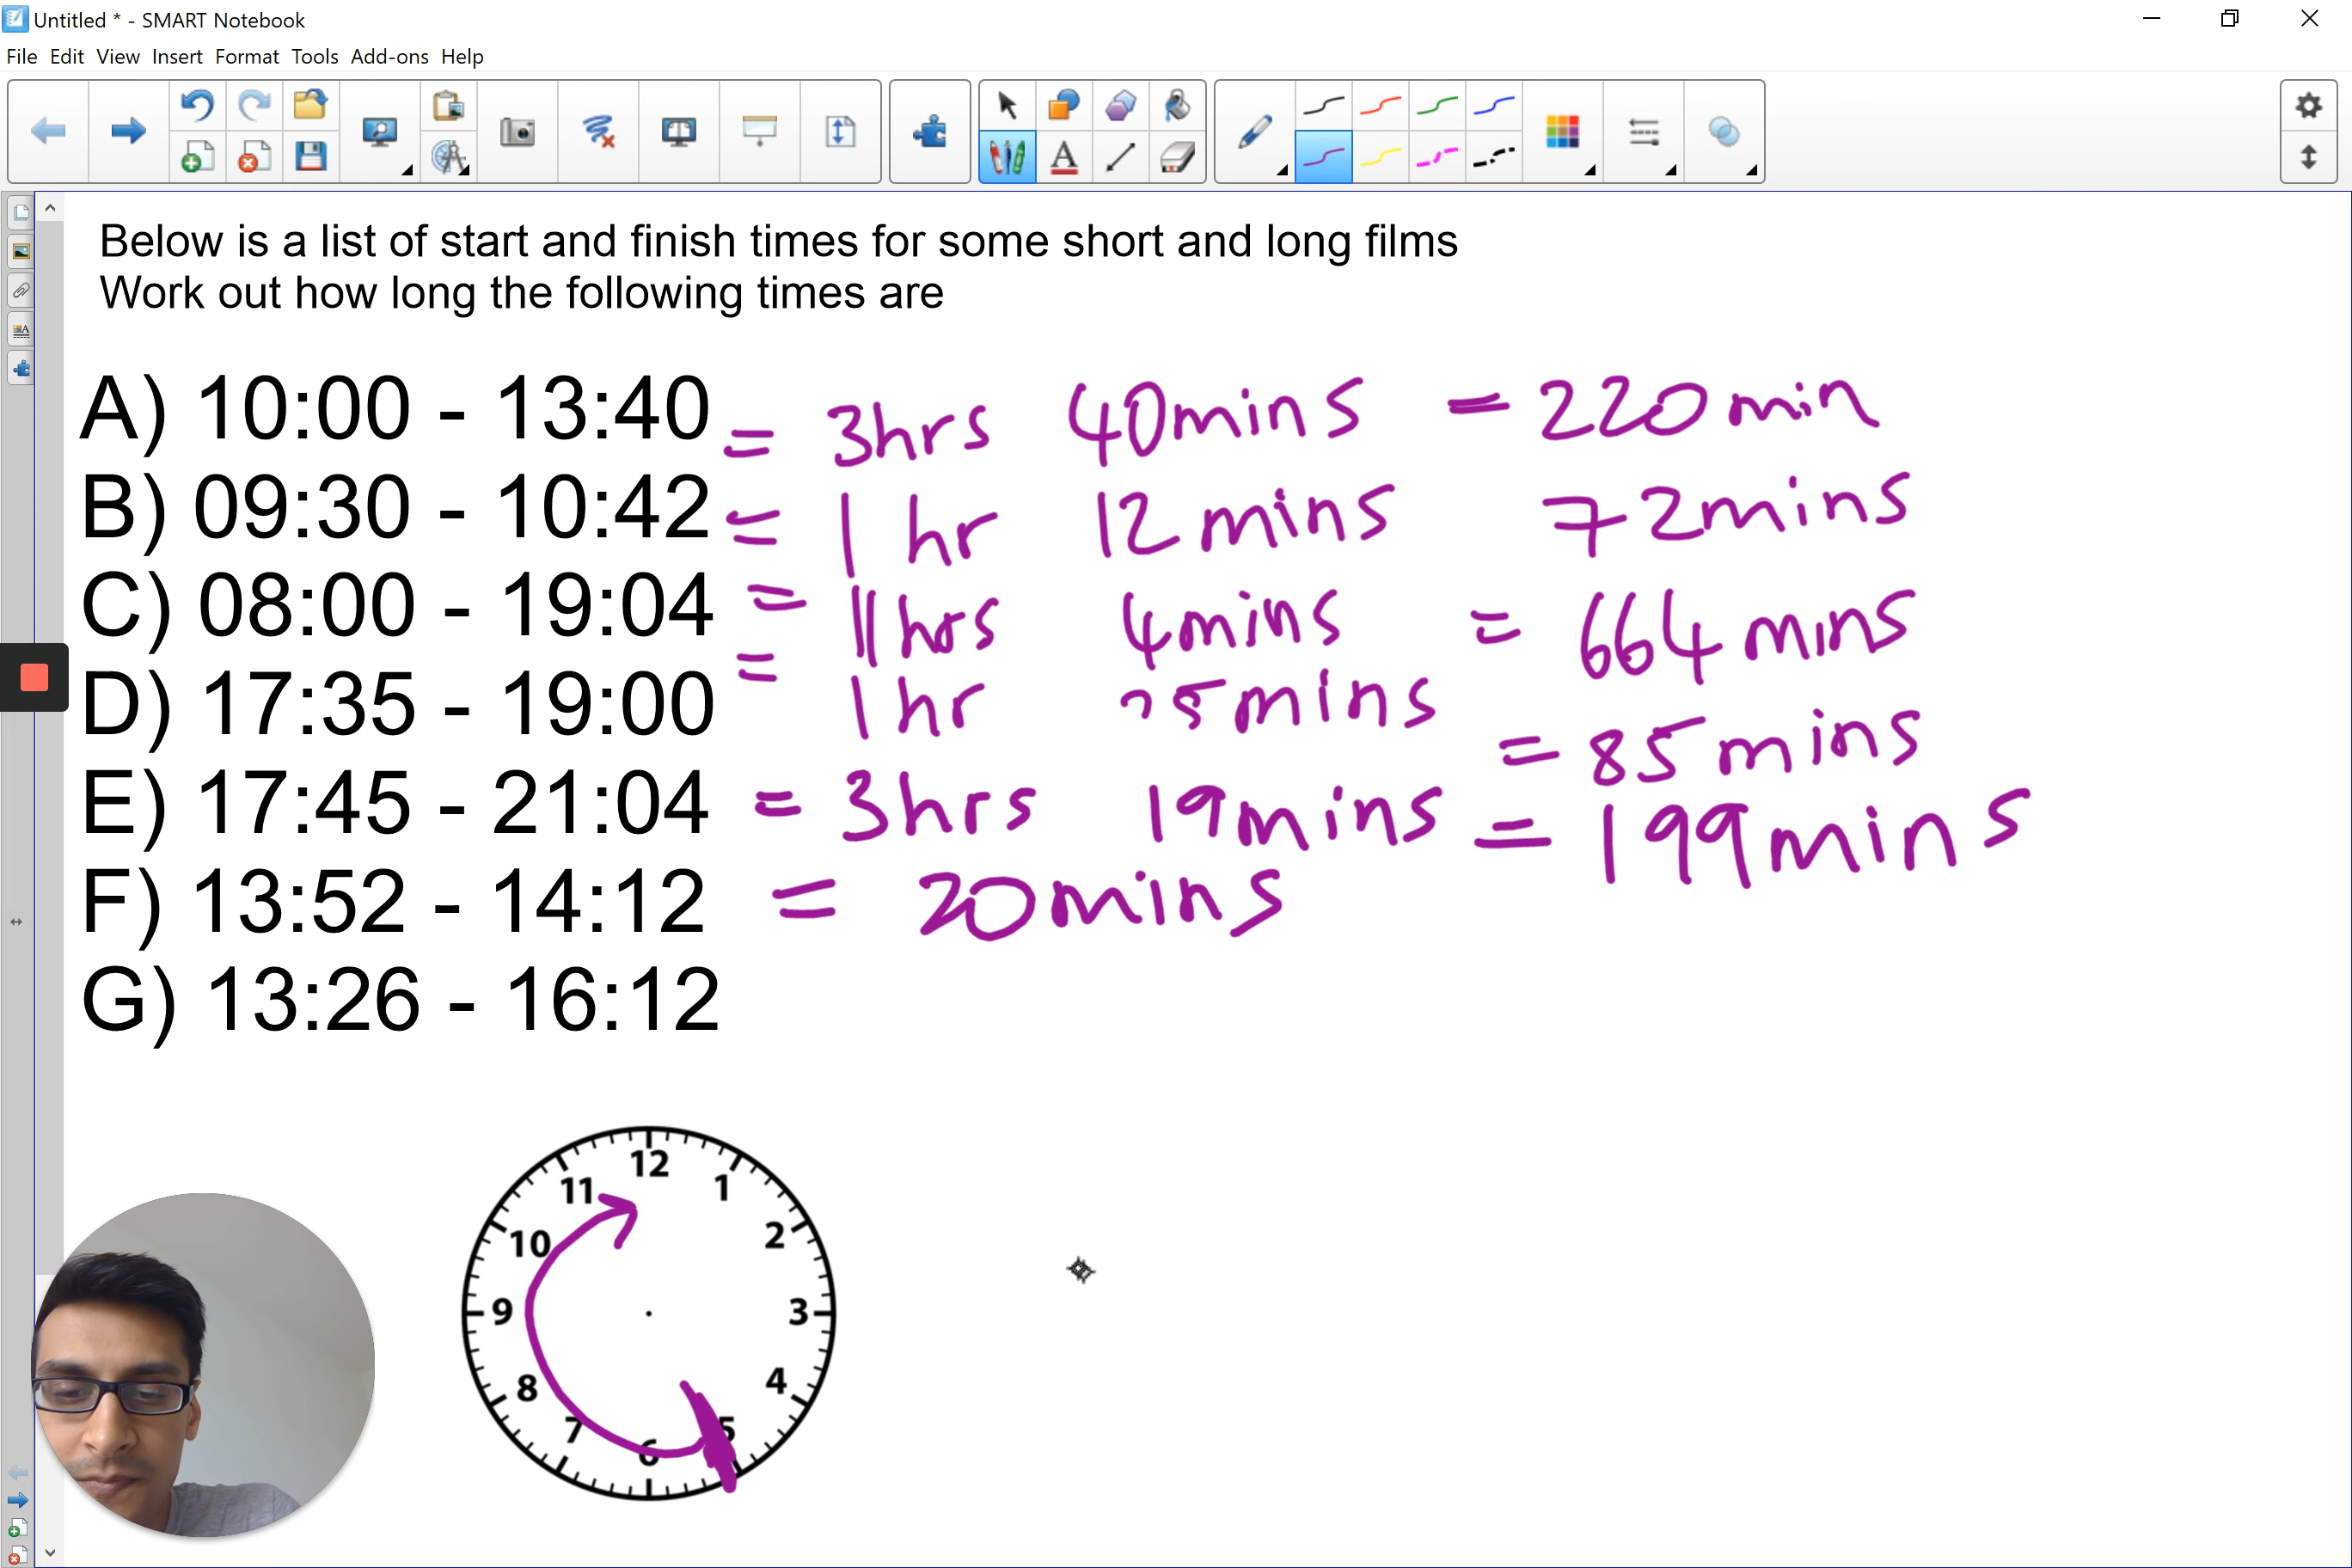 Untitled * - SMART Notebook
File Edit View Insert Format Tools Add-ons Help
Below is a list of start and finish times for some short and long films
Work out how long the following times are
A) 10:00 - 13:40 = 3hrs 40mins = 220min
B) 09:30 - 10:42 = 1 hr 12 mins 72mins
C) 08:00 - 19:04 = 11hrs 4mins = 664 mins
D) 17:35 - 19:00 = 1hr 25mins = 85 mins
E) 17:45 - 21:04 = 3hrs 19mins = 199mins
F) 13:52 - 14:12 = 20mins
G) 13:26 - 16:12
12
11 1
10 2
9 3
8 4
7 5
6